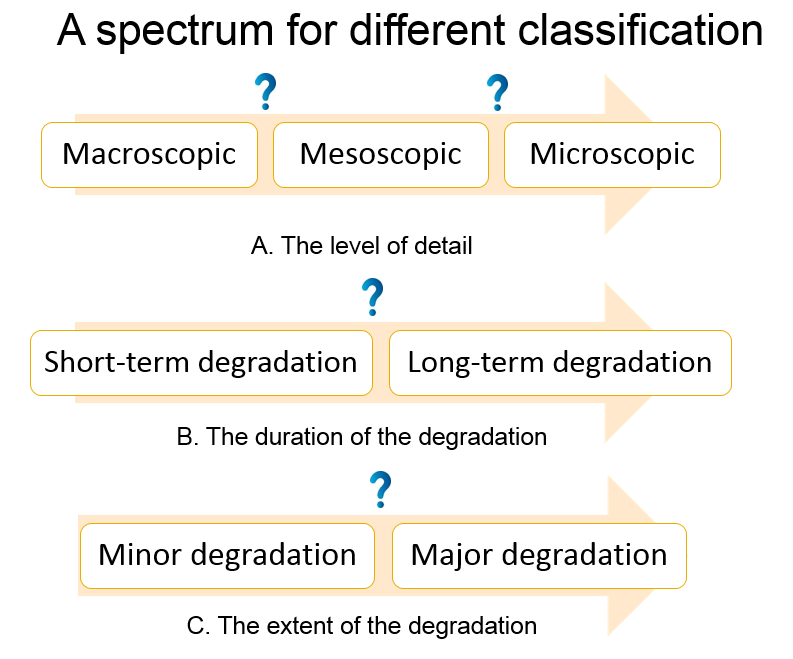 A spectrum for different classification
? ?
Macroscopic Mesoscopic Microscopic
A. The level of detail
?
Short-term degradation Long-term degradation
B. The duration of the degradation
?
Minor degradation Major degradation
C. The extent of the degradation